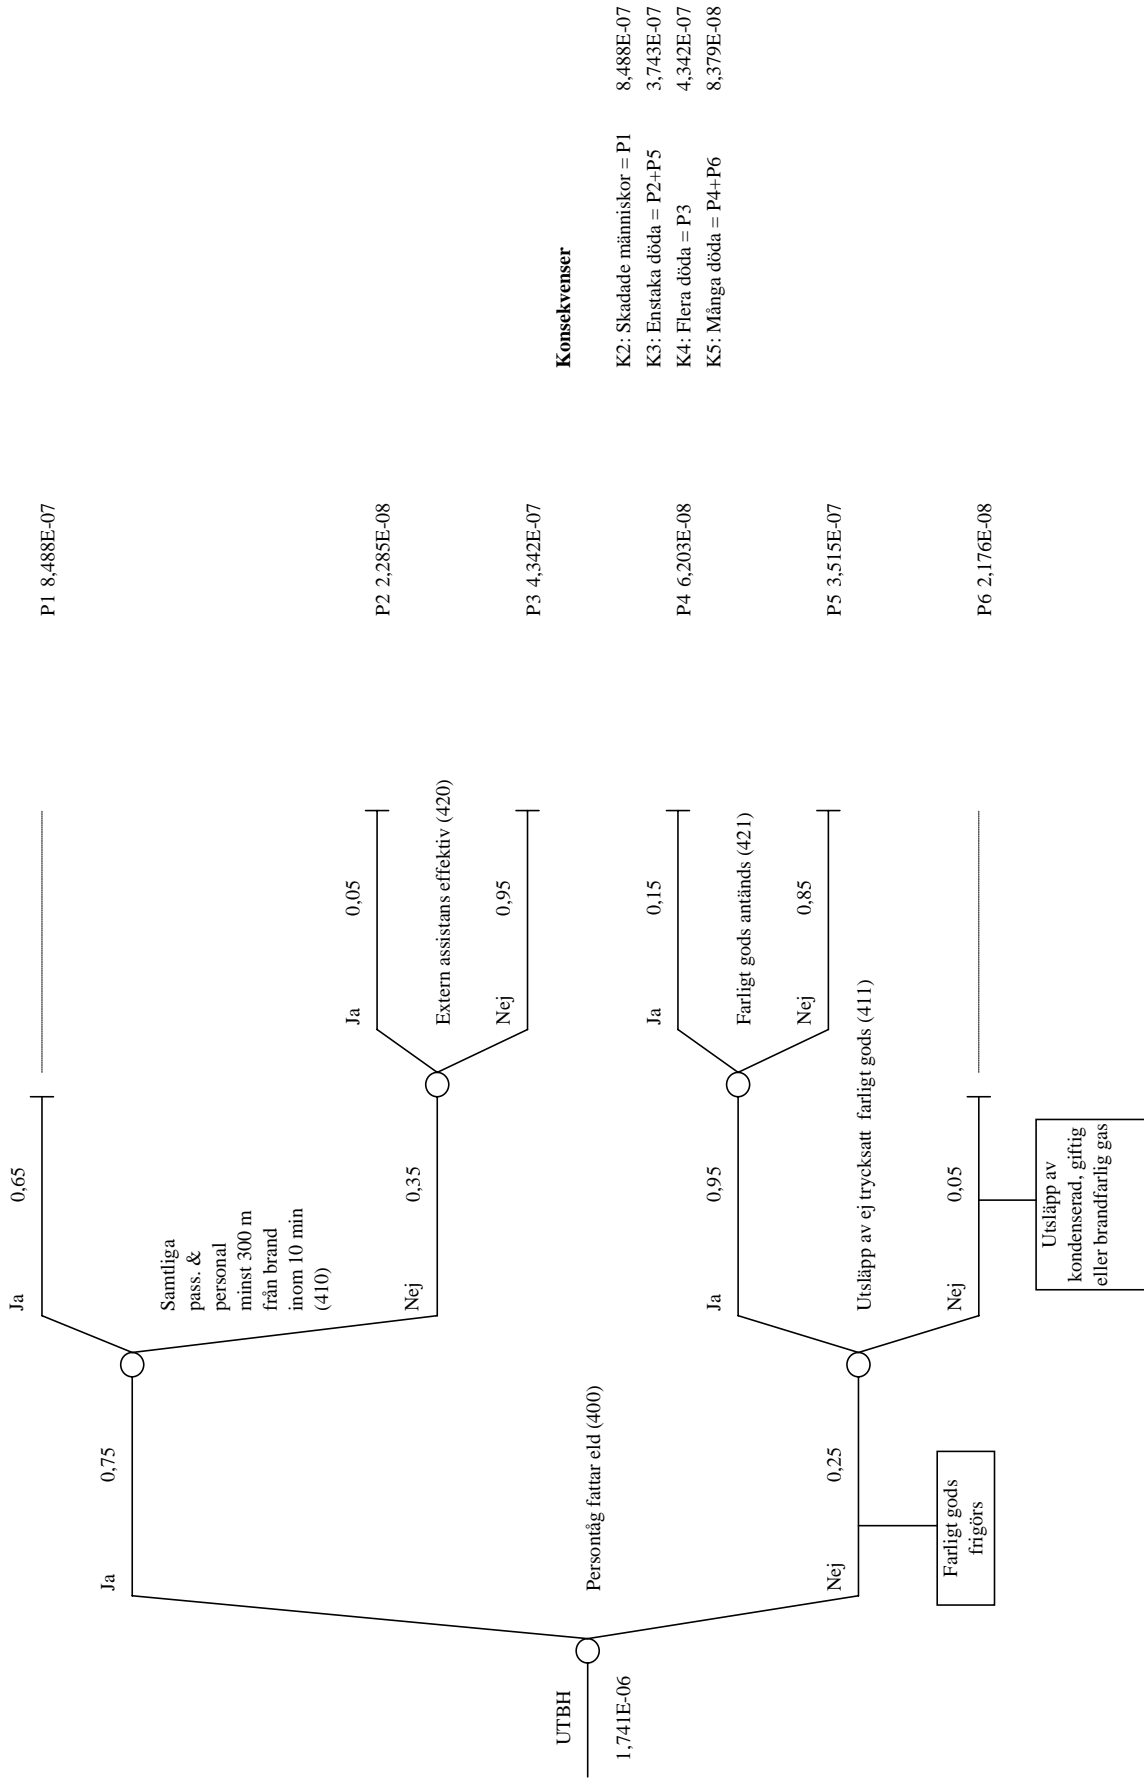 UTBH
1,741E-06
Persontåg fattar eld (400)
Ja
0,75
Nej
0,25
Farligt gods
frigörs
Samtliga
pass. &
personal
minst 300 m
från brand
inom 10 min
(410)
Ja
0,65
Nej
0,35
Utsläpp av ej trycksatt farligt gods (411)
Ja
0,95
Nej
0,05
Utsläpp av
kondenserad, giftig
eller brandfarlig gas
Extern assistans effektiv (420)
Ja
0,05
Nej
0,95
Farligt gods antänds (421)
Ja
0,15
Nej
0,85
P1 8,488E-07
P2 2,285E-08
P3 4,342E-07
P4 6,203E-08
P5 3,515E-07
P6 2,176E-08
Konsekvenser
K2: Skadade människor = P1 8,488E-07
K3: Enstaka döda = P2+P5 3,743E-07
K4: Flera döda = P3 4,342E-07
K5: Många döda = P4+P6 8,379E-08